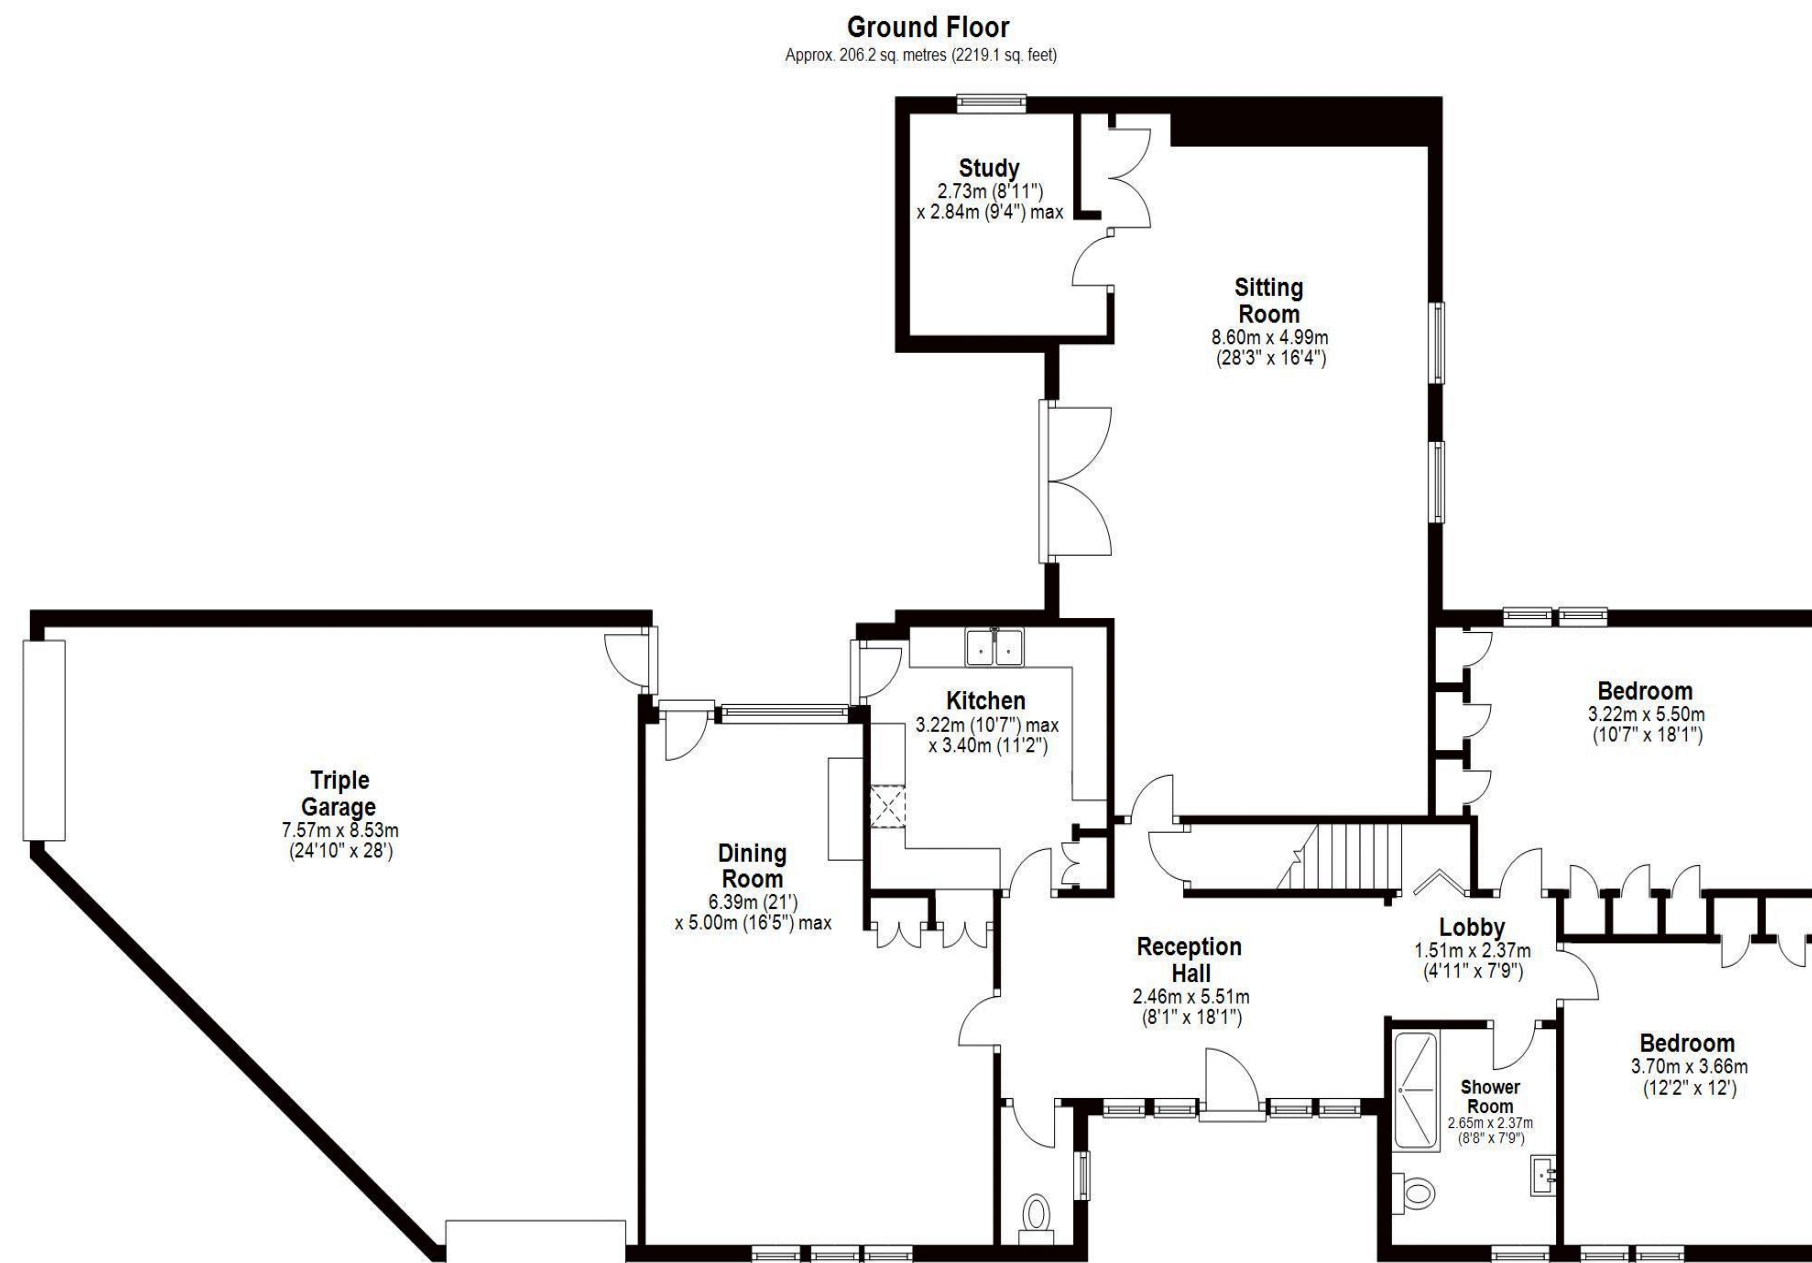 Ground Floor
Approx. 206.2 sq. metres (2219.1 sq. feet)
Study
2.73m (8'11")
x 2.84m (9'4") max
Sitting
Room
8.60m x 4.99m
(28'3" x 16'4")
Kitchen
3.22m (10'7") max
x 3.40m (11'2")
Bedroom
3.22m x 5.50m
(10'7" x 18'1")
Triple
Garage
7.57m x 8.53m
(24'10" x 28')
Dining
Room
6.39m (21')
x 5.00m (16'5") max
Reception
Hall
2.46m x 5.51m
(8'1" x 18'1")
Lobby
1.51m x 2.37m
(4'11" x 7'9")
Bedroom
3.70m x 3.66m
(12'2" x 12')
Shower
Room
2.65m x 2.37m
(8'8" x 7'9")